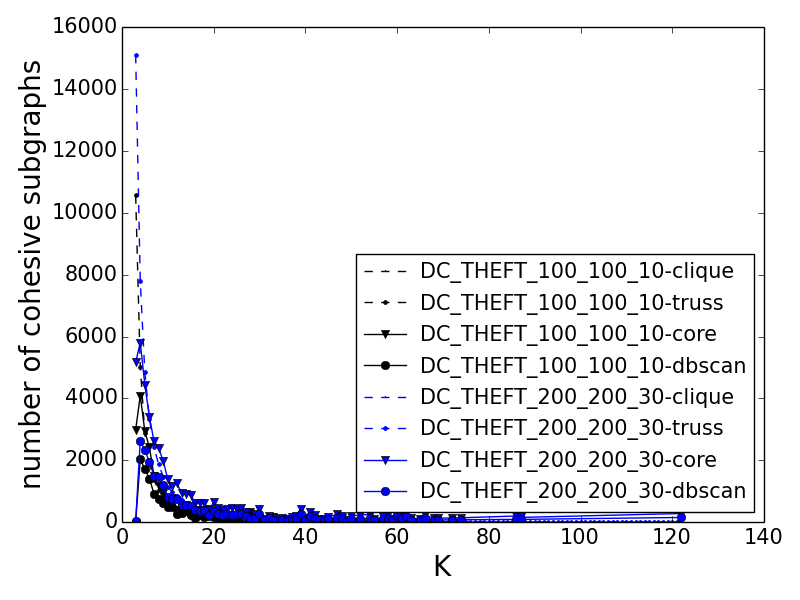 16000
14000
12000
10000
8000
6000
4000
2000
0
number of cohesive subgraphs
DC_THEFT_100_100_10-clique
DC_THEFT_100_100_10-truss
DC_THEFT_100_100_10-core
DC_THEFT_100_100_10-dbscan
DC_THEFT_200_200_30-clique
DC_THEFT_200_200_30-truss
DC_THEFT_200_200_30-core
DC_THEFT_200_200_30-dbscan
0 20 40 60 80 100 120 140
K